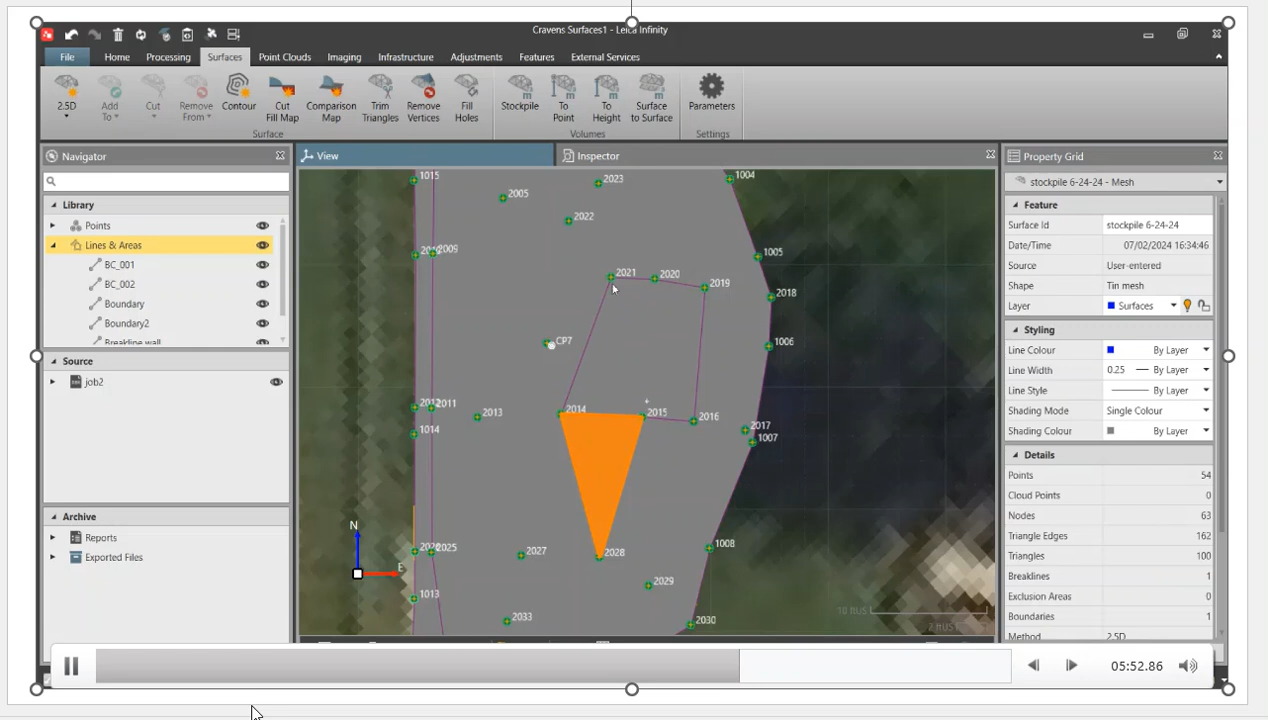 Cravens Surfaces1 - Leica Infinity
File Home Processing Surfaces Point Clouds Imaging Infrastructure Adjustments Features External Services
2.5D
Add To
Cut
Remove From
Contour
Cut Fill Map
Comparison Map
Trim Triangles
Remove Vertices
Fill Holes
Stockpile
To Point
To Height
Surface to Surface
Parameters
Surface
Volumes
Settings
Navigator
Library
Points
Lines & Areas
BC_001
BC_002
Boundary
Boundary2
Breakline wall
Source
job2
Archive
Reports
Exported Files
View
Inspector
1015
2005
2023
1004
2022
2009
1005
2021
2020
2019
2018
CP7
1006
2012
2011
2013
2014
2015
2016
1014
2017
1007
N
2025
2027
2028
1008
E
2029
1013
2033
2030
10 ftUS
2 ftUS
Property Grid
stockpile 6-24-24 - Mesh
Feature
Surface Id stockpile 6-24-24
Date/Time 07/02/2024 16:34:46
Source User-entered
Shape Tin mesh
Layer Surfaces
Styling
Line Colour By Layer
Line Width 0.25 By Layer
Line Style By Layer
Shading Mode Single Colour
Shading Colour By Layer
Details
Points 54
Cloud Points 0
Nodes 63
Triangle Edges 162
Triangles 100
Breaklines 1
Exclusion Areas 0
Boundaries 1
Method 2.5D
05:52.86